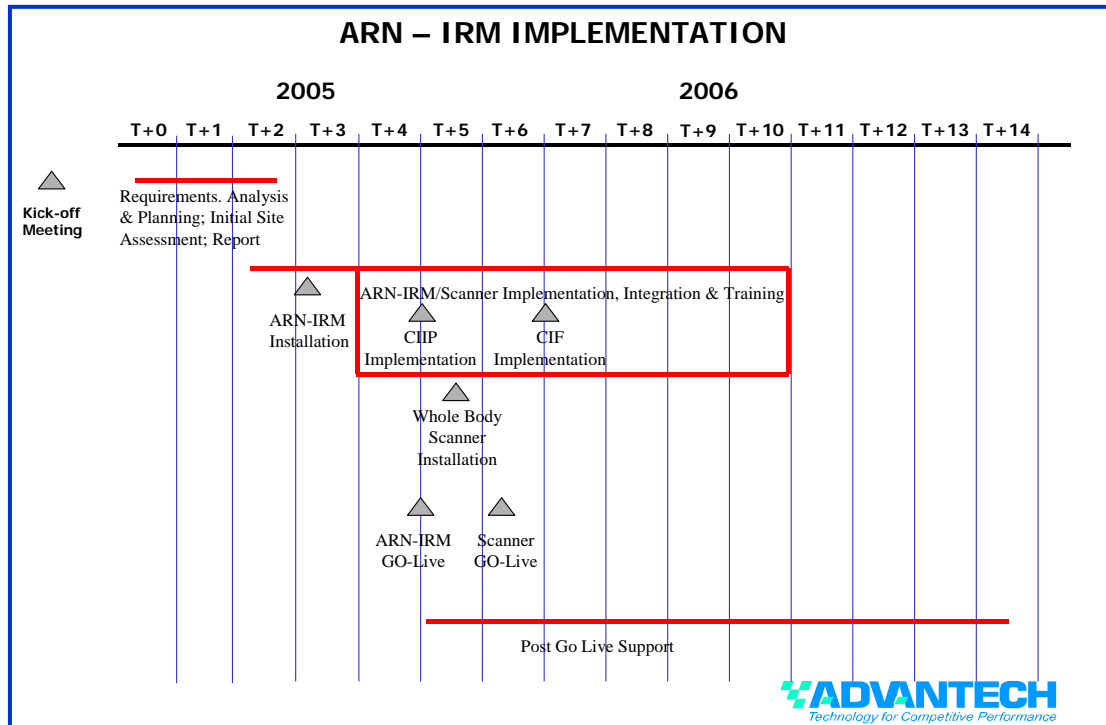 ARN – IRM IMPLEMENTATION
2005
2006
T+0 T+1 T+2 T+3 T+4 T+5 T+6 T+7 T+8 T+9 T+10 T+11 T+12 T+13 T+14
Kick-off
Meeting
Requirements. Analysis
& Planning; Initial Site
Assessment; Report
ARN-IRM/Scanner Implementation, Integration & Training
ARN-IRM
Installation
CIIP
Implementation
CIF
Implementation
Whole Body
Scanner
Installation
ARN-IRM
GO-Live
Scanner
GO-Live
Post Go Live Support
ADVANTECH
Technology for Competitive Performance